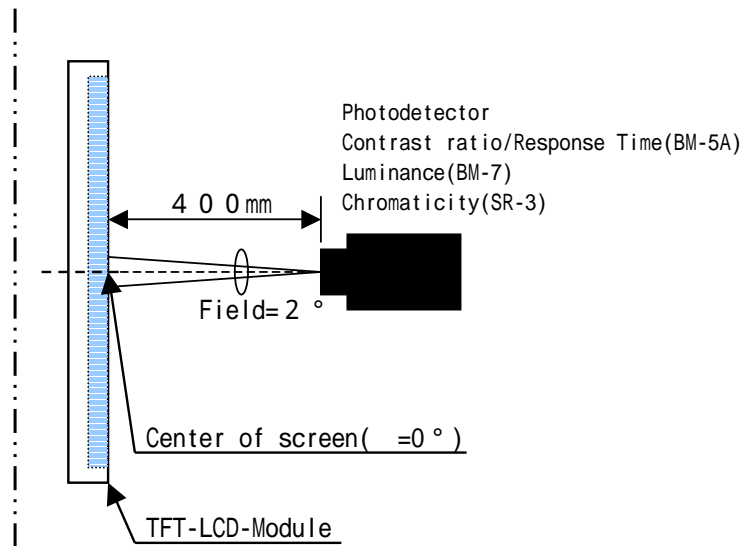 Photodetector
Contrast ratio/Response Time(BM-5A)
Luminance(BM-7)
Chromaticity(SR-3)
400mm
Field=2°
Center of screen( =0°)
TFT-LCD-Module